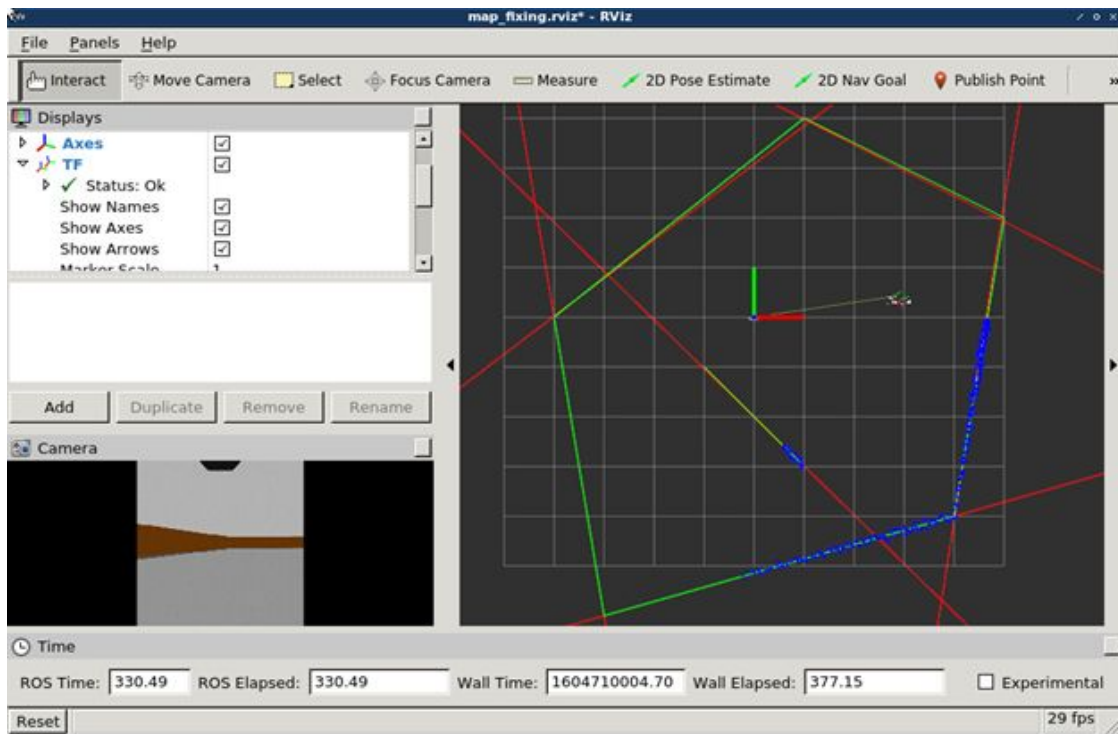 map_fixing.rviz* - RViz
File Panels Help
Interact Move Camera Select Focus Camera Measure 2D Pose Estimate 2D Nav Goal Publish Point »
Displays
Axes
TF
Status: Ok
Show Names
Show Axes
Show Arrows
Marker Scale 1
Add Duplicate Remove Rename
Camera
Time
ROS Time: 330.49 ROS Elapsed: 330.49 Wall Time: 1604710004.70 Wall Elapsed: 377.15 Experimental
Reset 29 fps